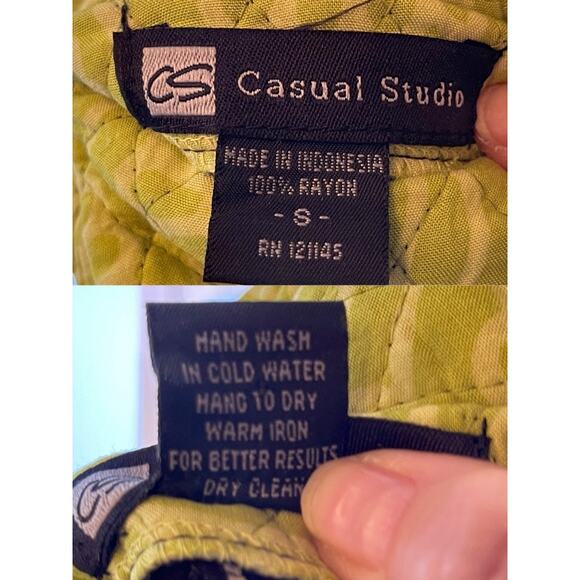 CS Casual Studio
MADE IN INDONESIA
100% RAYON
- S -
RN 121145
HAND WASH
IN COLD WATER
HANG TO DRY
WARM IRON
FOR BETTER RESULTS
DRY CLEAN